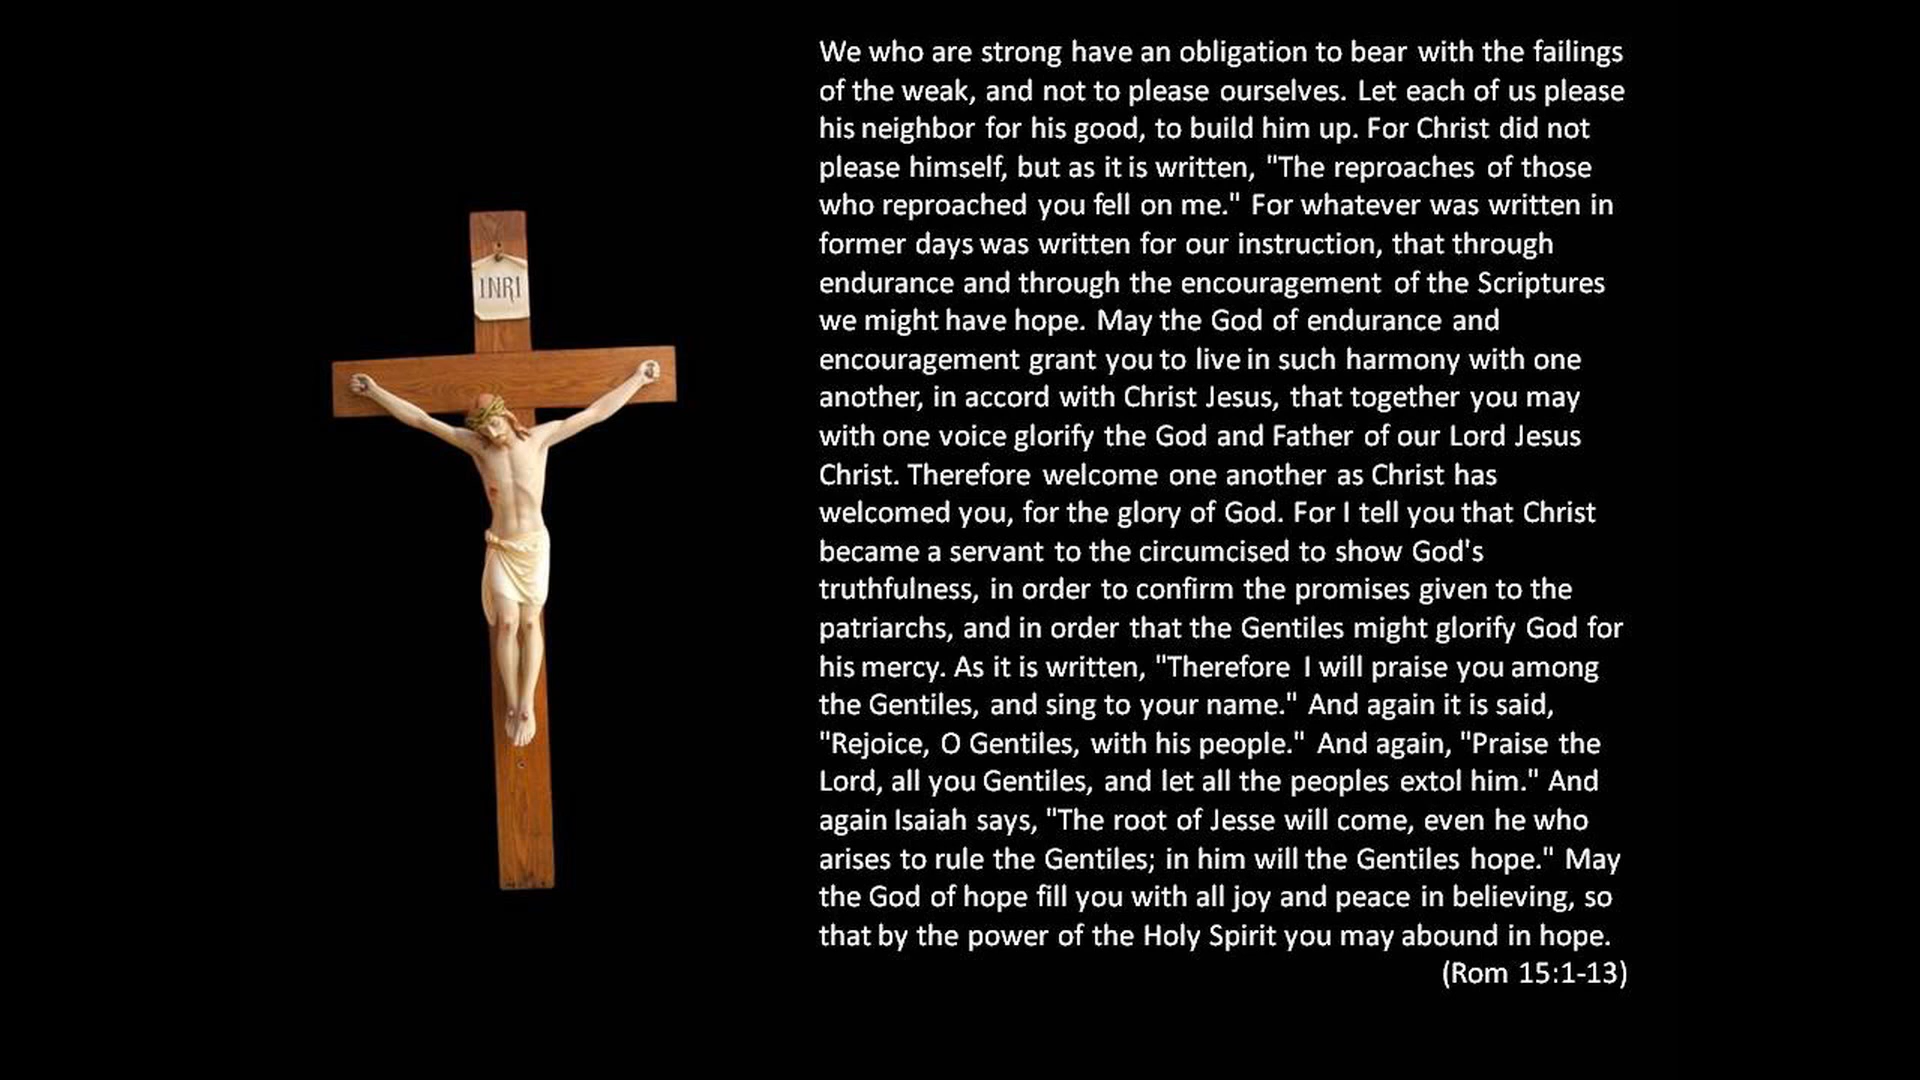 INRI
We who are strong have an obligation to bear with the failings
of the weak, and not to please ourselves. Let each of us please
his neighbor for his good, to build him up. For Christ did not
please himself, but as it is written, "The reproaches of those
who reproached you fell on me." For whatever was written in
former days was written for our instruction, that through
endurance and through the encouragement of the Scriptures
we might have hope. May the God of endurance and
encouragement grant you to live in such harmony with one
another, in accord with Christ Jesus, that together you may
with one voice glorify the God and Father of our Lord Jesus
Christ. Therefore welcome one another as Christ has
welcomed you, for the glory of God. For I tell you that Christ
became a servant to the circumcised to show God's
truthfulness, in order to confirm the promises given to the
patriarchs, and in order that the Gentiles might glorify God for
his mercy. As it is written, "Therefore I will praise you among
the Gentiles, and sing to your name." And again it is said,
"Rejoice, O Gentiles, with his people." And again, "Praise the
Lord, all you Gentiles, and let all the peoples extol him." And
again Isaiah says, "The root of Jesse will come, even he who
arises to rule the Gentiles; in him will the Gentiles hope." May
the God of hope fill you with all joy and peace in believing, so
that by the power of the Holy Spirit you may abound in hope.
(Rom 15:1-13)